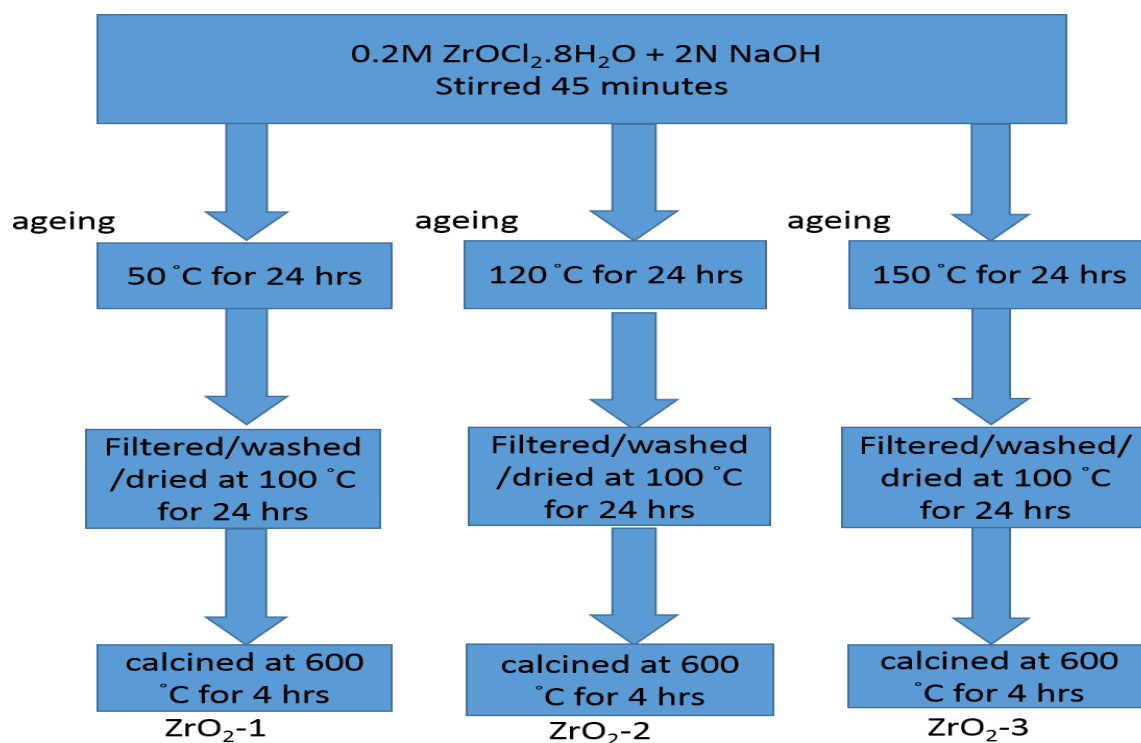 0.2M ZrOCl₂.8H₂O + 2N NaOH
Stirred 45 minutes
ageing
ageing
ageing
50 °C for 24 hrs
120 °C for 24 hrs
150 °C for 24 hrs
Filtered/washed
/dried at 100 °C
for 24 hrs
Filtered/washed
/dried at 100 °C
for 24 hrs
Filtered/washed/
dried at 100 °C
for 24 hrs
calcined at 600
°C for 4 hrs
calcined at 600
°C for 4 hrs
calcined at 600
°C for 4 hrs
ZrO₂-1
ZrO₂-2
ZrO₂-3